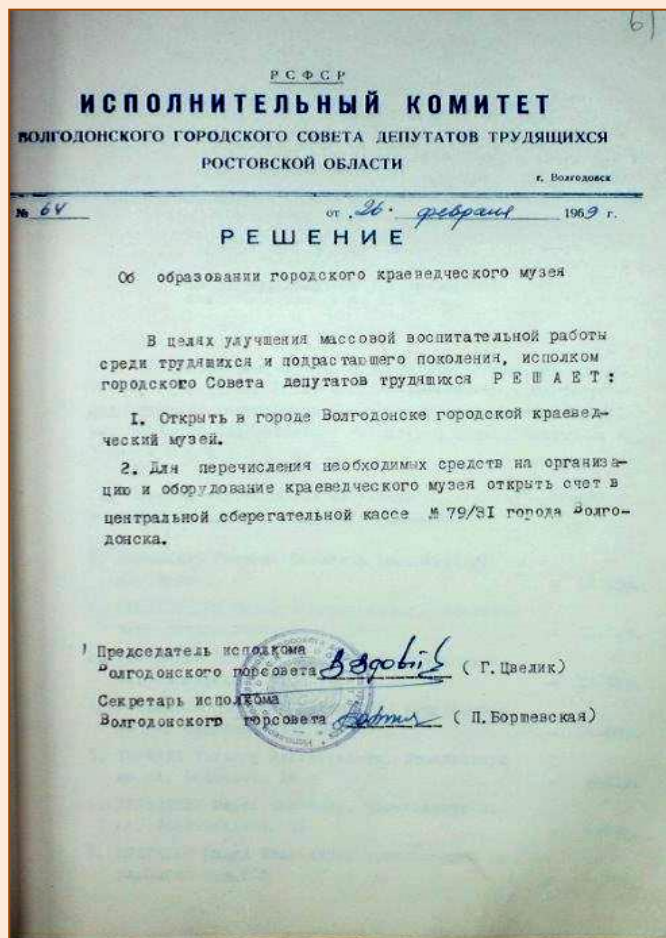 61
РСФСР
ИСПОЛНИТЕЛЬНЫЙ КОМИТЕТ
ВОЛГОДОНСКОГО ГОРОДСКОГО СОВЕТА ДЕПУТАТОВ ТРУДЯЩИХСЯ
РОСТОВСКОЙ ОБЛАСТИ
г. Волгодонск
№ 64 от 26. февраля 1969 г.
РЕШЕНИЕ
Об образовании городского краеведческого музея
В целях улучшения массовой воспитательной работы
среди трудящихся и подрастающего поколения, исполком
городского Совета депутатов трудящихся Р Е Ш А Е Т :
I. Открыть в городе Волгодонске городской краевед-
ческий музей.
2. Для перечисления необходимых средств на организа-
цию и оборудование краеведческого музея открыть счет в
центральной сберегательной кассе № 79/81 города Волго-
донска.
Председатель исполкома
Волгодонского горсовета ( Г. Цвелик)
Секретарь исполкома
Волгодонского горсовета ( П. Боршевская)